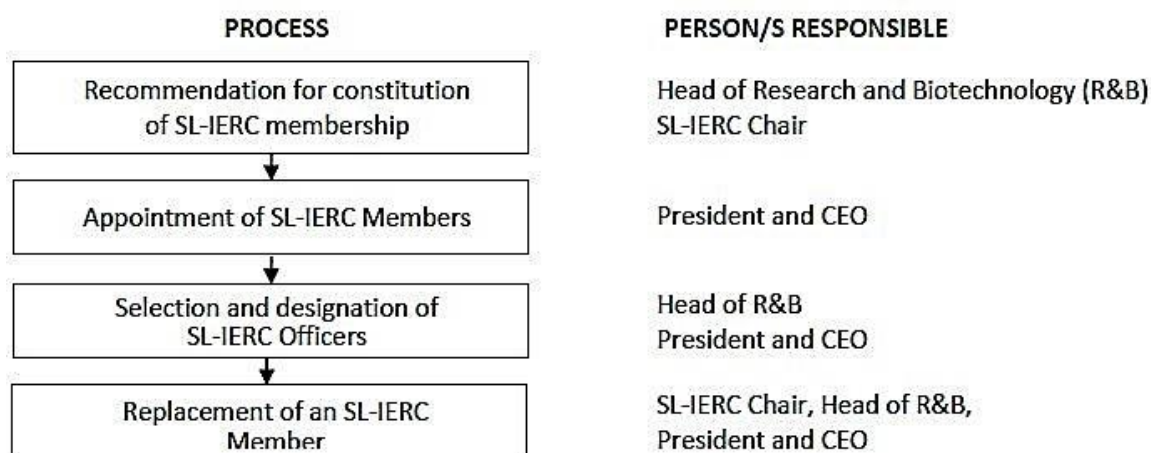 PROCESS
PERSON/S RESPONSIBLE
Recommendation for constitution
of SL-IERC membership
Head of Research and Biotechnology (R&B)
SL-IERC Chair
Appointment of SL-IERC Members
President and CEO
Selection and designation of
SL-IERC Officers
Head of R&B
President and CEO
Replacement of an SL-IERC
Member
SL-IERC Chair, Head of R&B,
President and CEO